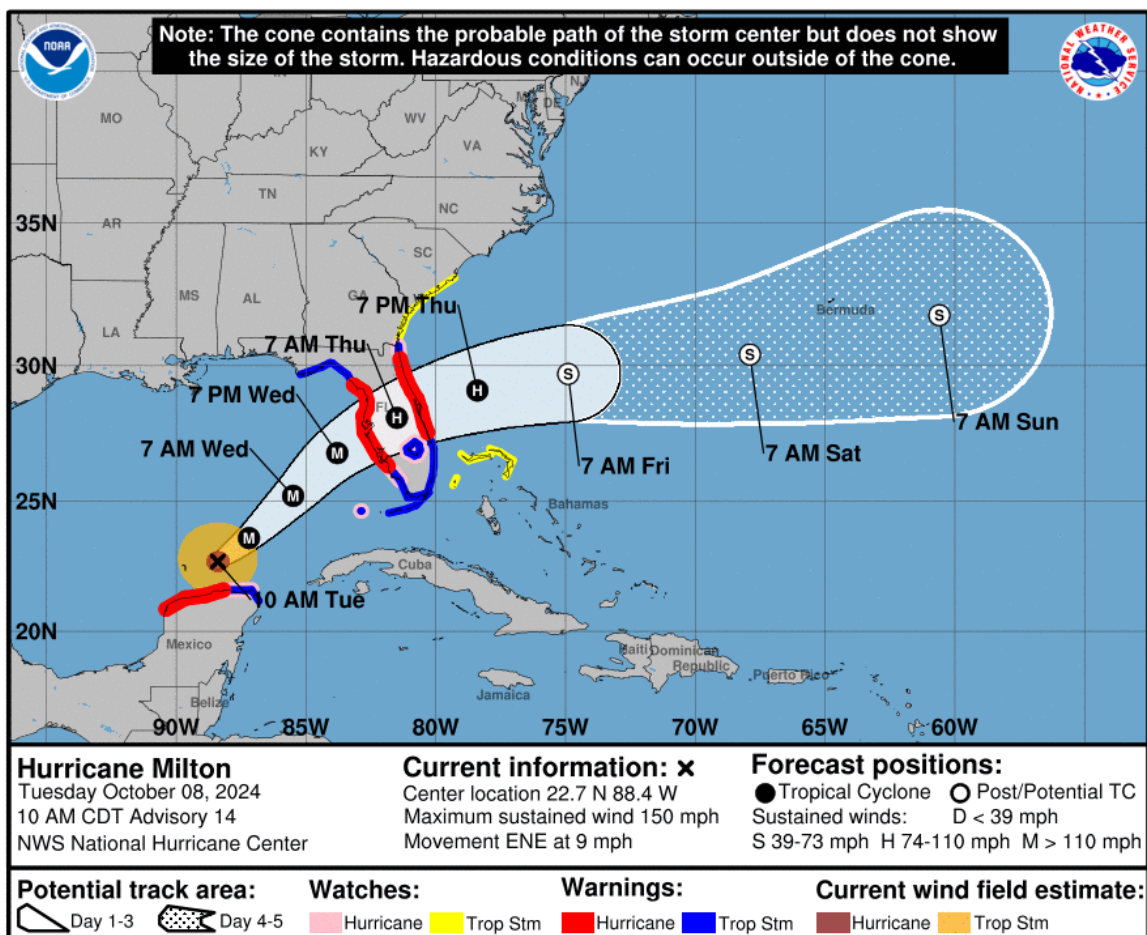 Note: The cone contains the probable path of the storm center but does not show
the size of the storm. Hazardous conditions can occur outside of the cone.
NOAA
NATIONAL WEATHER SERVICE
IN
NJ
MO
WV
DE
KY
VA
TN
NC
35N
AR
SC
MS
AL
GA
7 PM Thu
Bermuda
LA
7 AM Thu
30N
S
S
H
7 PM Wed
FL
H
7 AM Sun
M
7 AM Wed
7 AM Sat
7 AM Fri
M
25N
Bahamas
M
Cuba
10 AM Tue
20N
Mexico
Haiti
Dominican
Republic
Puerto Rico
Jamaica
Belize
90W
85W
80W
75W
70W
65W
60W
S
Hurricane Milton
Tuesday October 08, 2024
10 AM CDT Advisory 14
NWS National Hurricane Center
Current information: ×
Center location 22.7 N 88.4 W
Maximum sustained wind 150 mph
Movement ENE at 9 mph
Forecast positions:
Tropical Cyclone
Post/Potential TC
Sustained winds: D < 39 mph
S 39-73 mph H 74-110 mph M > 110 mph
Potential track area:
Day 1-3
Day 4-5
Watches:
Hurricane
Trop Stm
Warnings:
Hurricane
Trop Stm
Current wind field estimate:
Hurricane
Trop Stm